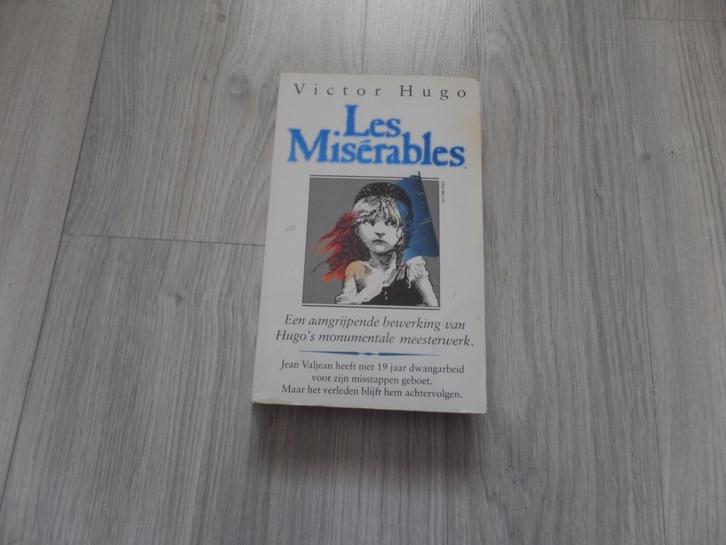 Victor Hugo
Les
Misérables
Een aangrijpende bewerking van
Hugo's monumentale meesterwerk.
Jean Valjean heeft met 19 jaar dwangarbeid
voor zijn misstappen geboet.
Maar het verleden blijft hem achtervolgen.